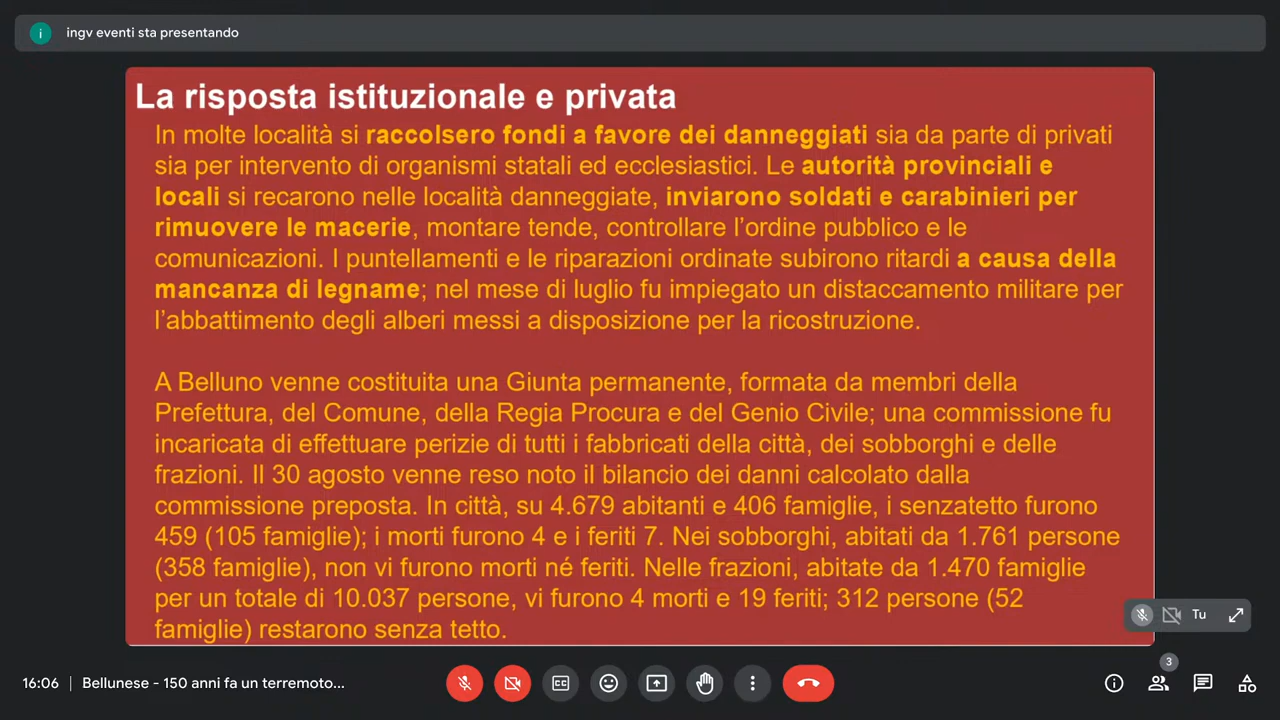 i ingv eventi sta presentando
La risposta istituzionale e privata
In molte località si raccolsero fondi a favore dei danneggiati sia da parte di privati
sia per intervento di organismi statali ed ecclesiastici. Le autorità provinciali e
locali si recarono nelle località danneggiate, inviarono soldati e carabinieri per
rimuovere le macerie, montare tende, controllare l’ordine pubblico e le
comunicazioni. I puntellamenti e le riparazioni ordinate subirono ritardi a causa della
mancanza di legname; nel mese di luglio fu impiegato un distaccamento militare per
l’abbattimento degli alberi messi a disposizione per la ricostruzione.
A Belluno venne costituita una Giunta permanente, formata da membri della
Prefettura, del Comune, della Regia Procura e del Genio Civile; una commissione fu
incaricata di effettuare perizie di tutti i fabbricati della città, dei sobborghi e delle
frazioni. Il 30 agosto venne reso noto il bilancio dei danni calcolato dalla
commissione preposta. In città, su 4.679 abitanti e 406 famiglie, i senzatetto furono
459 (105 famiglie); i morti furono 4 e i feriti 7. Nei sobborghi, abitati da 1.761 persone
(358 famiglie), non vi furono morti né feriti. Nelle frazioni, abitate da 1.470 famiglie
per un totale di 10.037 persone, vi furono 4 morti e 19 feriti; 312 persone (52
famiglie) restarono senza tetto.
Tu
16:06 | Bellunese - 150 anni fa un terremoto...
CC
3